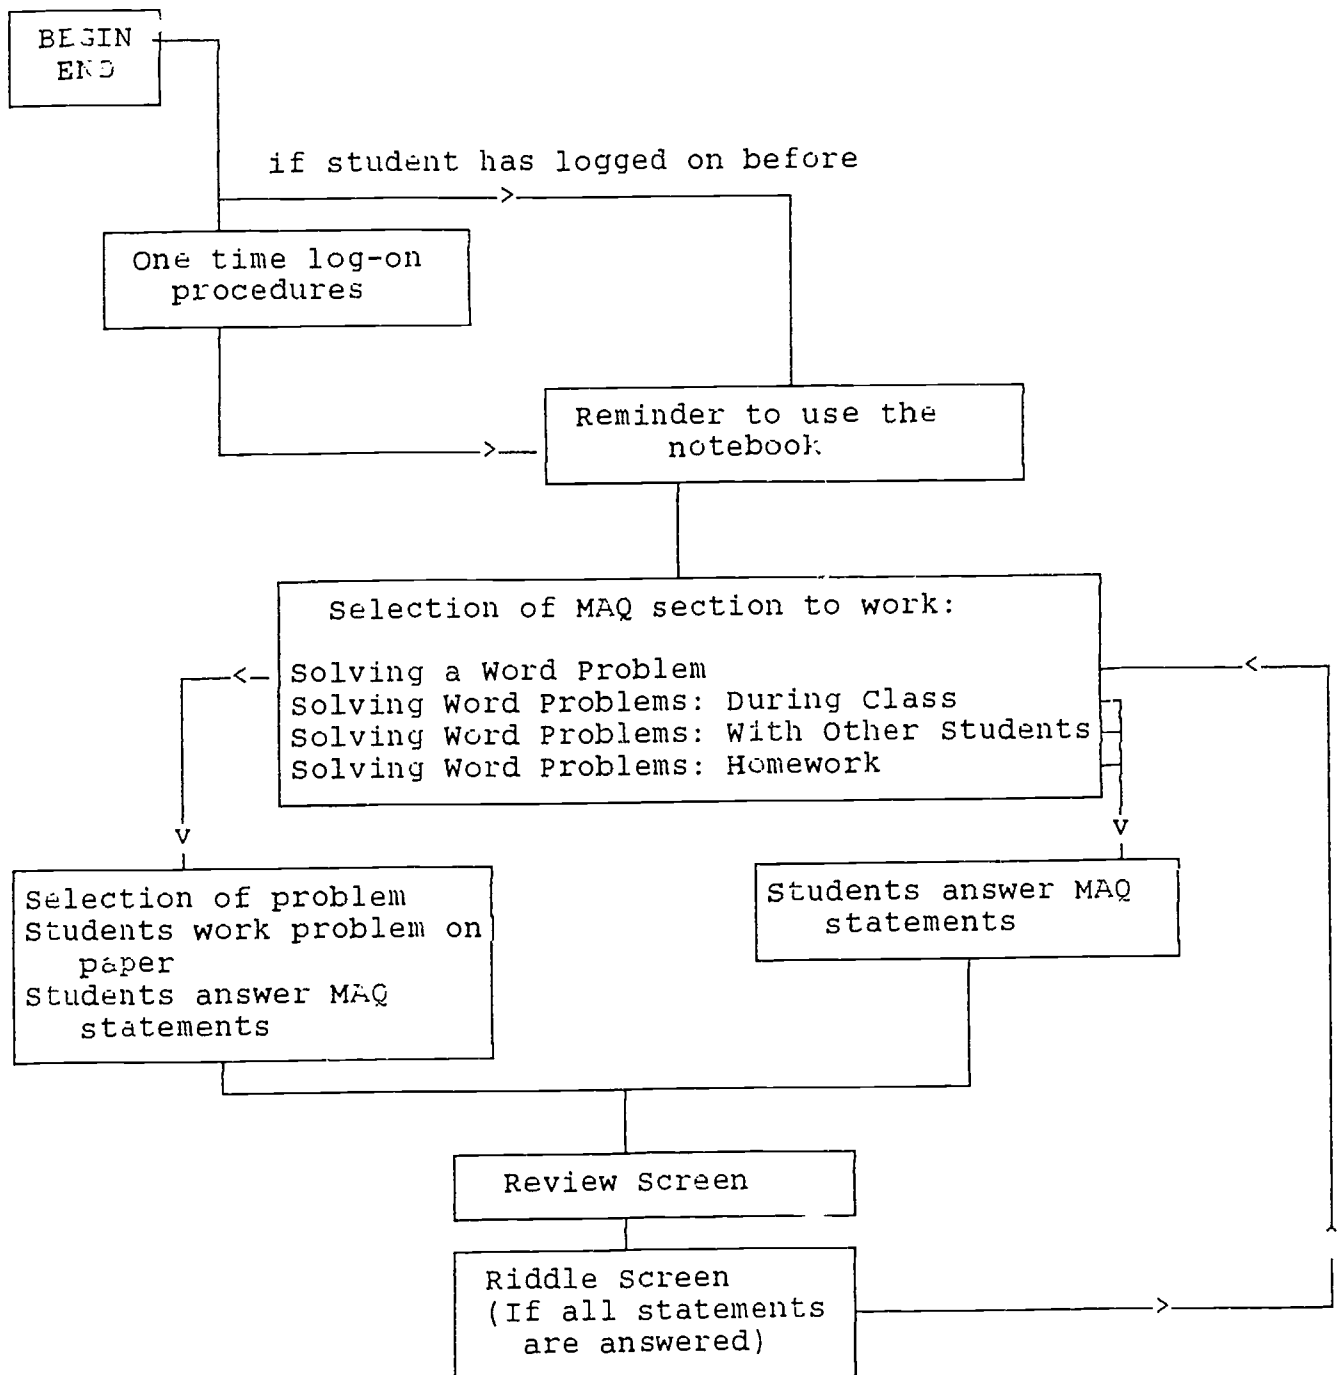 BEGIN
END
if student has logged on before
>
One time log-on
procedures
Reminder to use the
notebook
>
Selection of MAQ section to work:
<
Solving a Word Problem
<
Solving Word Problems: During Class
Solving Word Problems: With Other Students
Solving Word Problems: Homework
v
v
Selection of problem
Students work problem on
paper
Students answer MAQ
statements
Students answer MAQ
statements
Review Screen
Riddle Screen
(If all statements
are answered)
>
^